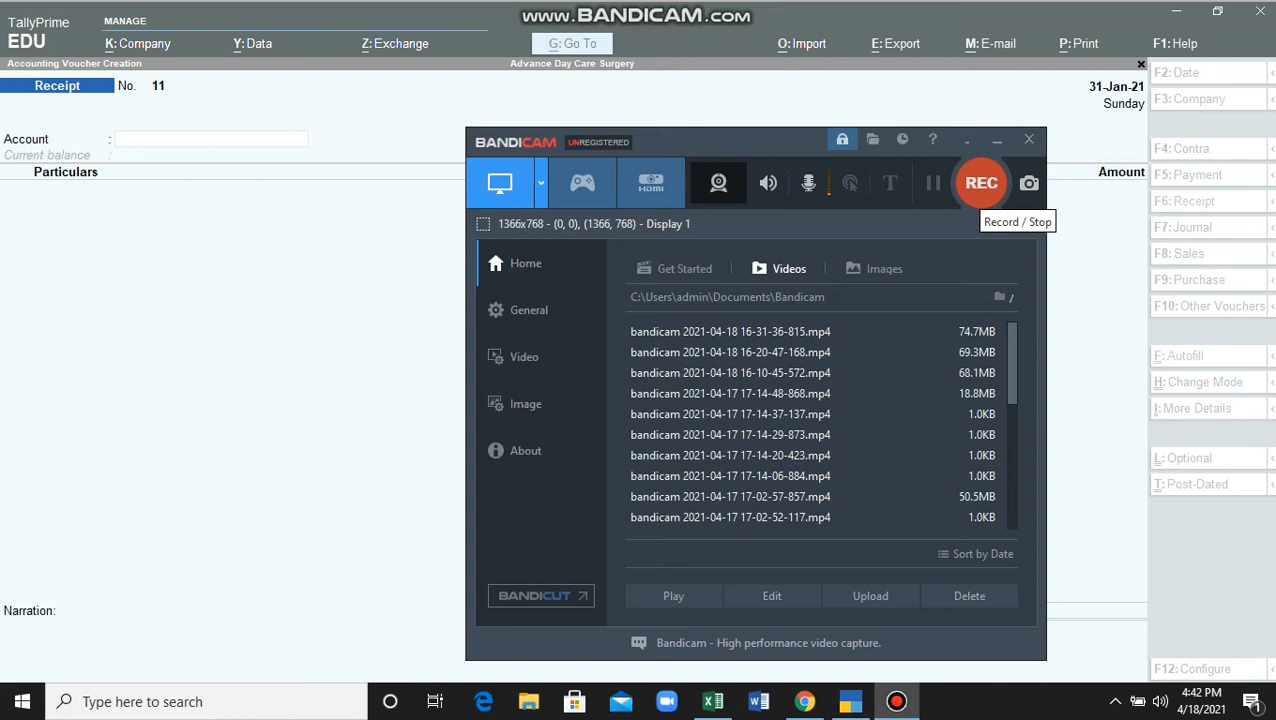 www.BANDICAM.com
TallyPrime
EDU
MANAGE
K: Company
Y: Data
Z: Exchange
G: Go To
O: Import
E: Export
M: E-mail
P: Print
F1: Help
Accounting Voucher Creation
Advance Day Care Surgery
Receipt No. 11
31-Jan-21
Sunday
Account :
Current balance :
Particulars
Amount
Narration:
BANDICAM UNREGISTERED
?
HDMI
T
REC
Record / Stop
1366x768 - (0, 0), (1366, 768) - Display 1
Home
General
Video
Image
About
BANDICUT
Get Started
Videos
Images
C:\Users\admin\Documents\Bandicam
/
bandicam 2021-04-18 16-31-36-815.mp4 74.7MB
bandicam 2021-04-18 16-20-47-168.mp4 69.3MB
bandicam 2021-04-18 16-10-45-572.mp4 68.1MB
bandicam 2021-04-17 17-14-48-868.mp4 18.8MB
bandicam 2021-04-17 17-14-37-137.mp4 1.0KB
bandicam 2021-04-17 17-14-29-873.mp4 1.0KB
bandicam 2021-04-17 17-14-20-423.mp4 1.0KB
bandicam 2021-04-17 17-14-06-884.mp4 1.0KB
bandicam 2021-04-17 17-02-57-857.mp4 50.5MB
bandicam 2021-04-17 17-02-52-117.mp4 1.0KB
Sort by Date
Play
Edit
Upload
Delete
Bandicam - High performance video capture.
F2: Date
F3: Company
F4: Contra
F5: Payment
F6: Receipt
F7: Journal
F8: Sales
F9: Purchase
F10: Other Vouchers
F: Autofill
H: Change Mode
I: More Details
L: Optional
T: Post-Dated
F12: Configure
Type here to search
4:42 PM
4/18/2021
1